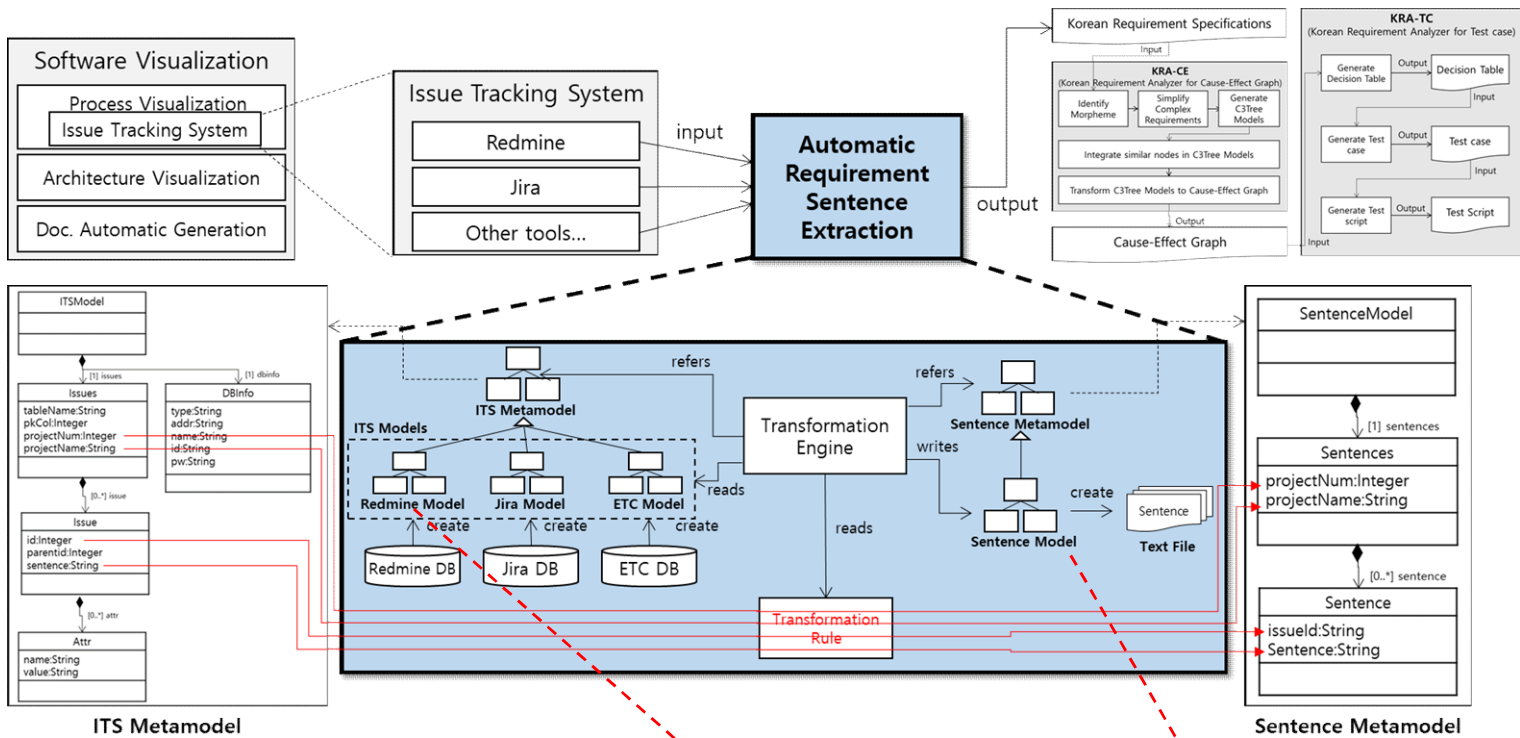 Software Visualization
Process Visualization
Issue Tracking System
Architecture Visualization
Doc. Automatic Generation
Issue Tracking System
Redmine
Jira
Other tools...
input
Automatic
Requirement
Sentence
Extraction
output
Korean Requirement Specifications
Input
KRA-CE
(Korean Requirement Analyzer for Cause-Effect Graph)
Identify
Morpheme
Simplify
Complex
Requirements
Generate
C3Tree
Models
Integrate similar nodes in C3Tree Models
Transform C3Tree Models to Cause-Effect Graph
Output
Cause-Effect Graph
Input
KRA-TC
(Korean Requirement Analyzer for Test case)
Generate
Decision Table
Output
Decision Table
Input
Generate Test
case
Output
Test case
Input
Generate Test
script
Output
Test Script
ITSModel
[1] issues
[1] dbinfo
Issues
tableName:String
pkCol:Integer
projectNum:Integer
projectName:String
DBInfo
type:String
addr:String
name:String
id:String
pw:String
[0..*] issue
Issue
id:Integer
parentid:Integer
sentence:String
[0..*] attr
Attr
name:String
value:String
ITS Metamodel
ITS Metamodel
ITS Models
Redmine Model
Jira Model
ETC Model
create
create
create
Redmine DB
Jira DB
ETC DB
refers
reads
Transformation
Engine
refers
writes
reads
Transformation
Rule
Sentence Metamodel
Sentence Model
create
Sentence
Text File
SentenceModel
[1] sentences
Sentences
projectNum:Integer
projectName:String
[0..*] sentence
Sentence
issueId:String
Sentence:String
Sentence Metamodel